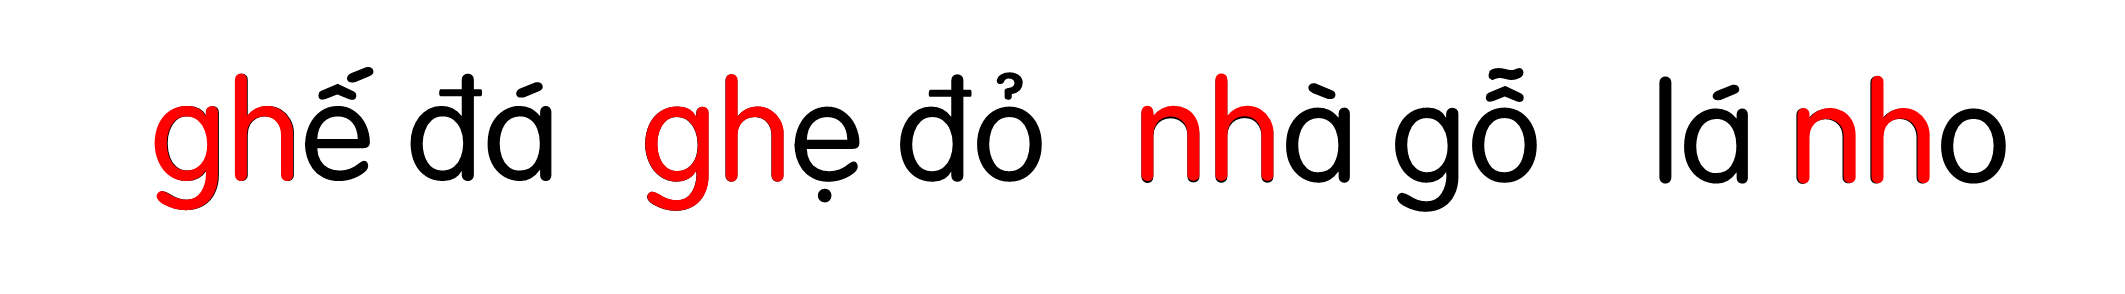 ghế đá ghẹ đỏ nhà gỗ lá nho